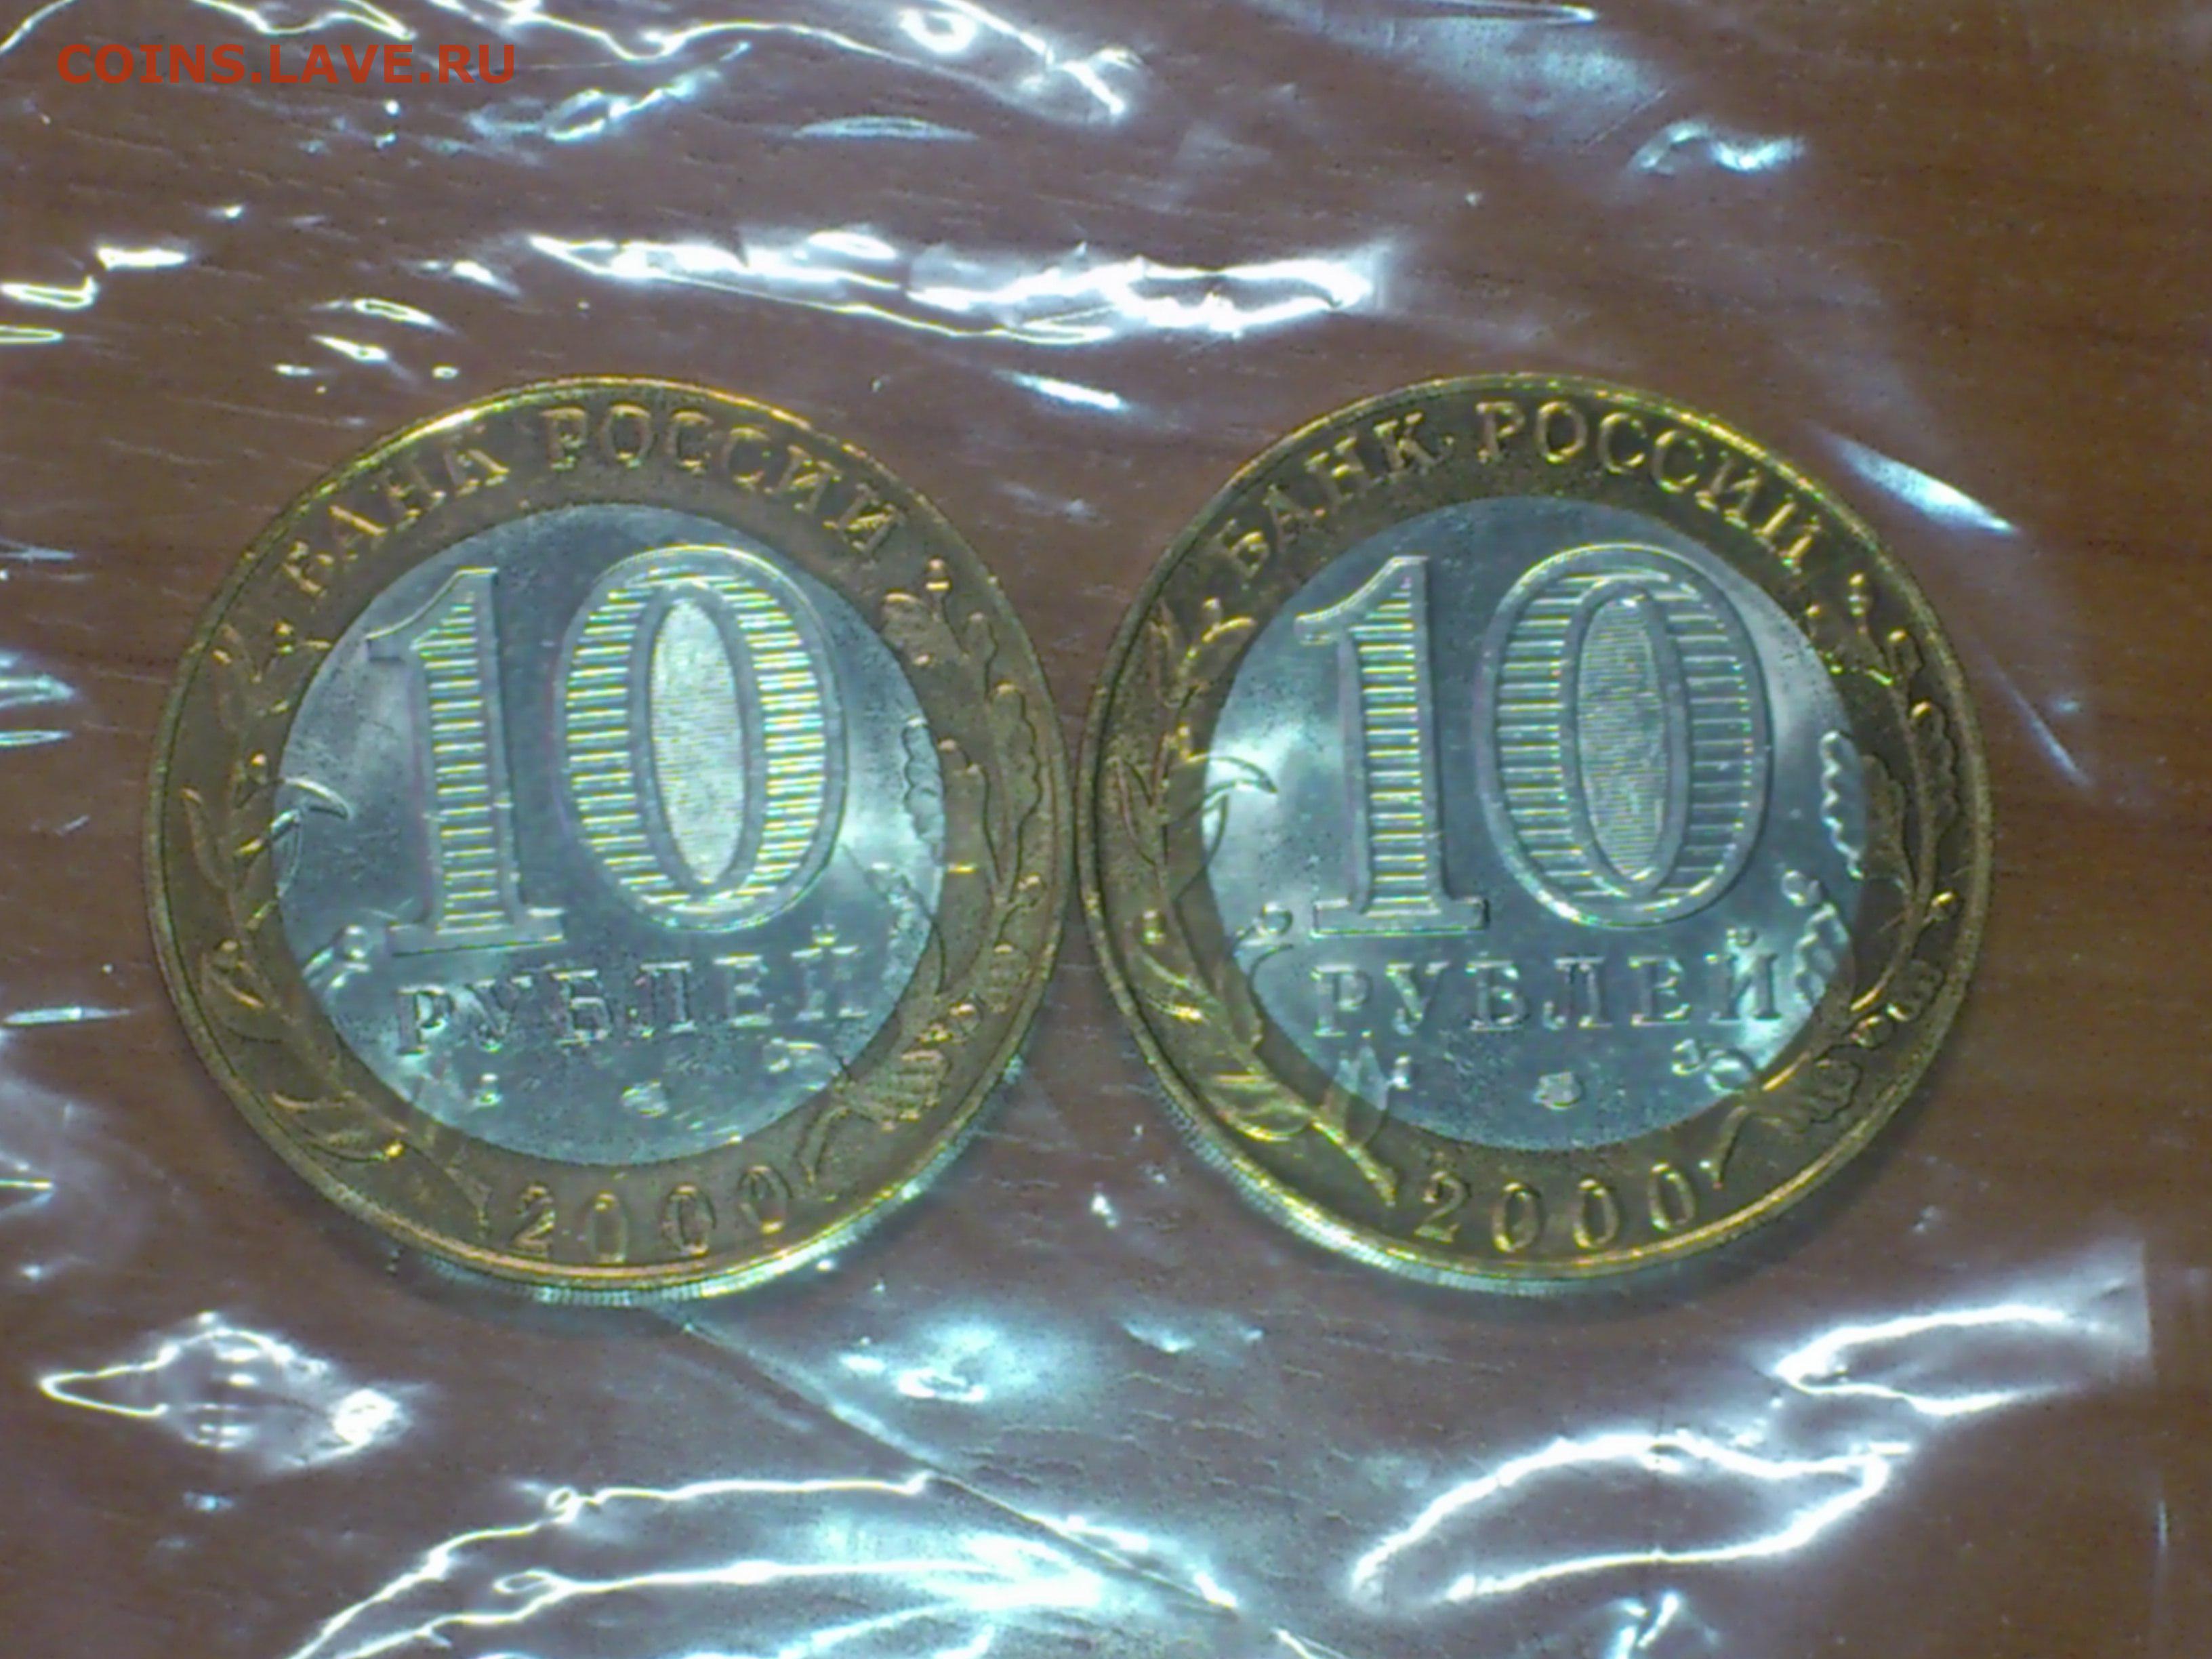 COINS.LAVE.RU
БАНК РОССИИ
10
РУБЛЕЙ
2000
БАНК РОССИИ
10
РУБЛЕЙ
2000